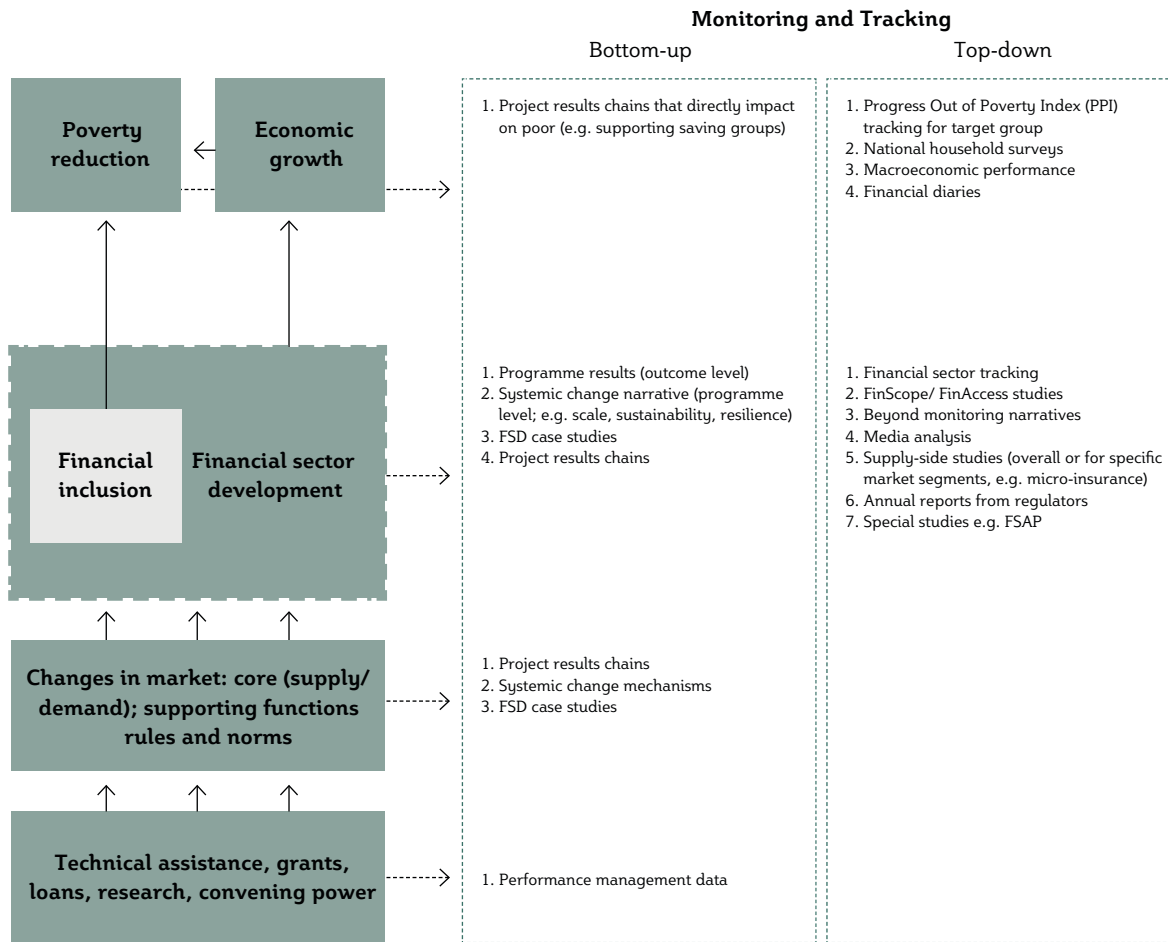 Monitoring and Tracking
Bottom-up
Top-down
Poverty
reduction
Economic
growth
1. Project results chains that directly impact
on poor (e.g. supporting saving groups)
1. Progress Out of Poverty Index (PPI)
tracking for target group
2. National household surveys
3. Macroeconomic performance
4. Financial diaries
Financial
inclusion
Financial sector
development
1. Programme results (outcome level)
2. Systemic change narrative (programme
level; e.g. scale, sustainability, resilience)
3. FSD case studies
4. Project results chains
1. Financial sector tracking
2. FinScope/ FinAccess studies
3. Beyond monitoring narratives
4. Media analysis
5. Supply-side studies (overall or for specific
market segments, e.g. micro-insurance)
6. Annual reports from regulators
7. Special studies e.g. FSAP
Changes in market: core (supply/
demand); supporting functions
rules and norms
1. Project results chains
2. Systemic change mechanisms
3. FSD case studies
Technical assistance, grants,
loans, research, convening power
1. Performance management data